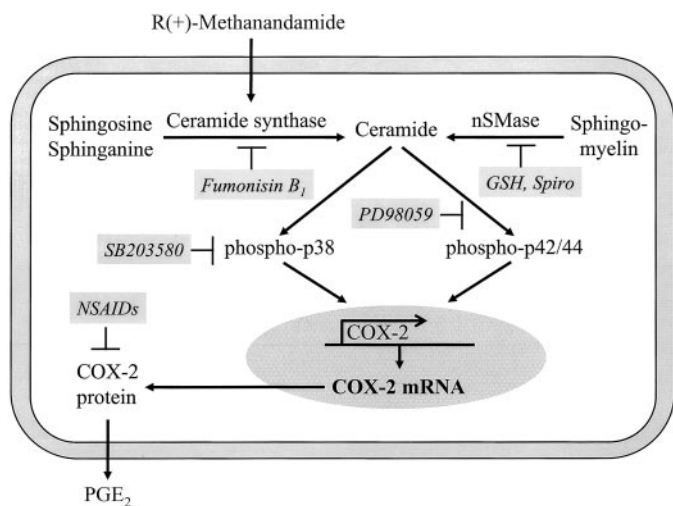 R(+)-Methanandamide
Sphingosine
Sphinganine
Ceramide synthase
Ceramide
nSMase
Sphingo-
myelin
Fumonisin B1
GSH, Spiro
PD98059
SB203580
phospho-p38
phospho-p42/44
NSAIDs
COX-2
COX-2
protein
COX-2 mRNA
PGE2